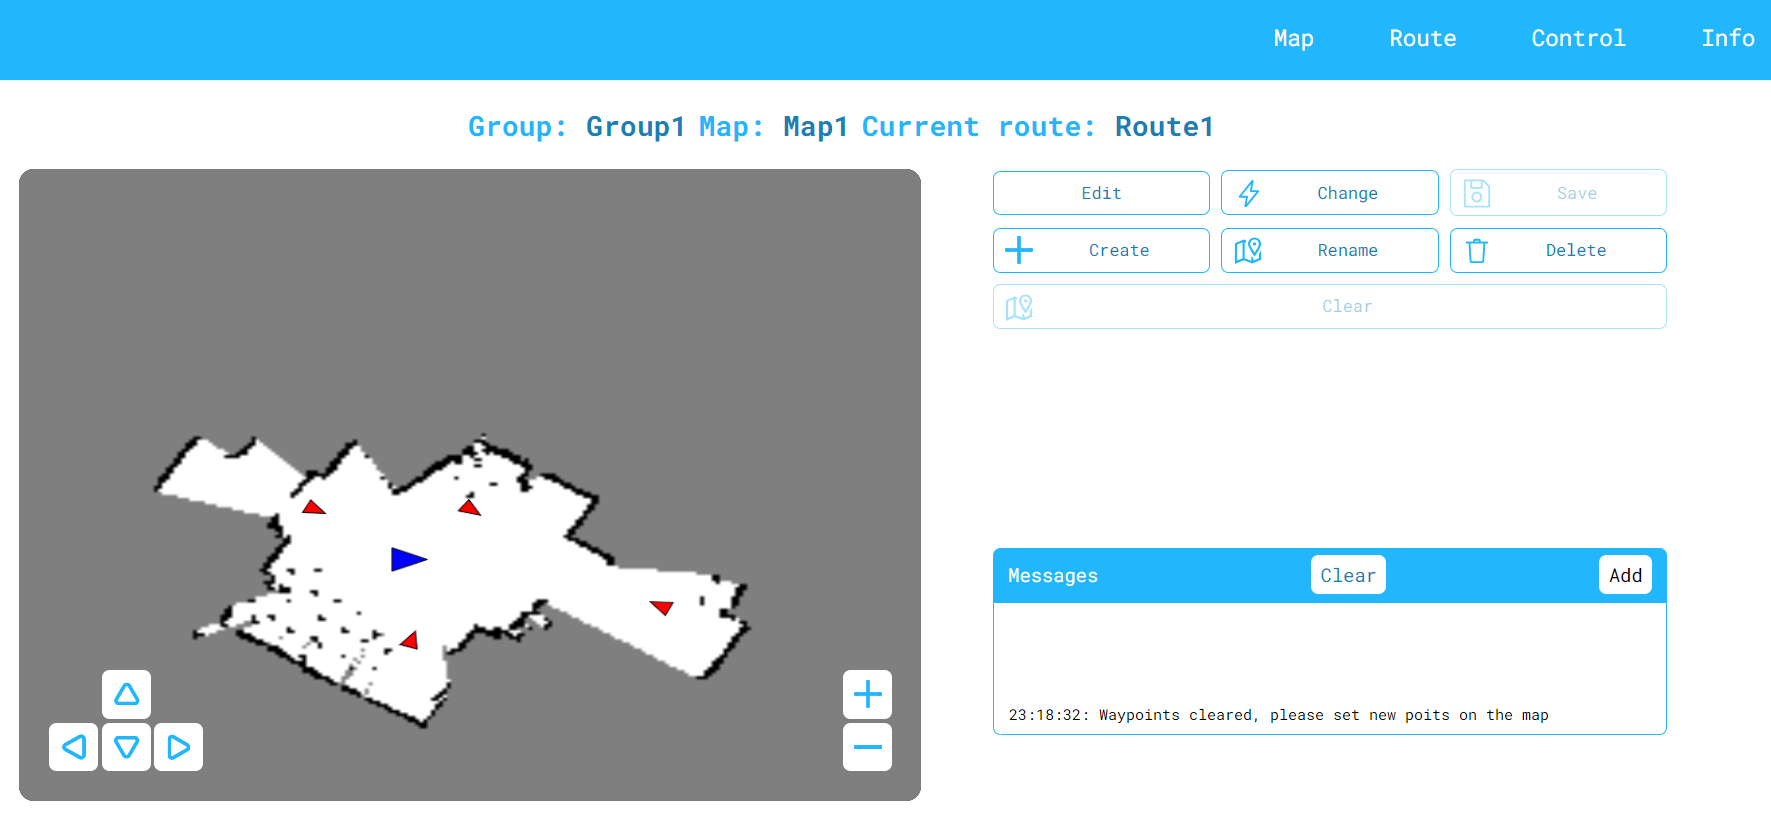 Map Route Control Info
Group: Group1 Map: Map1 Current route: Route1
Edit Change Save
Create Rename Delete
Clear
Messages Clear Add
23:18:32: Waypoints cleared, please set new poits on the map